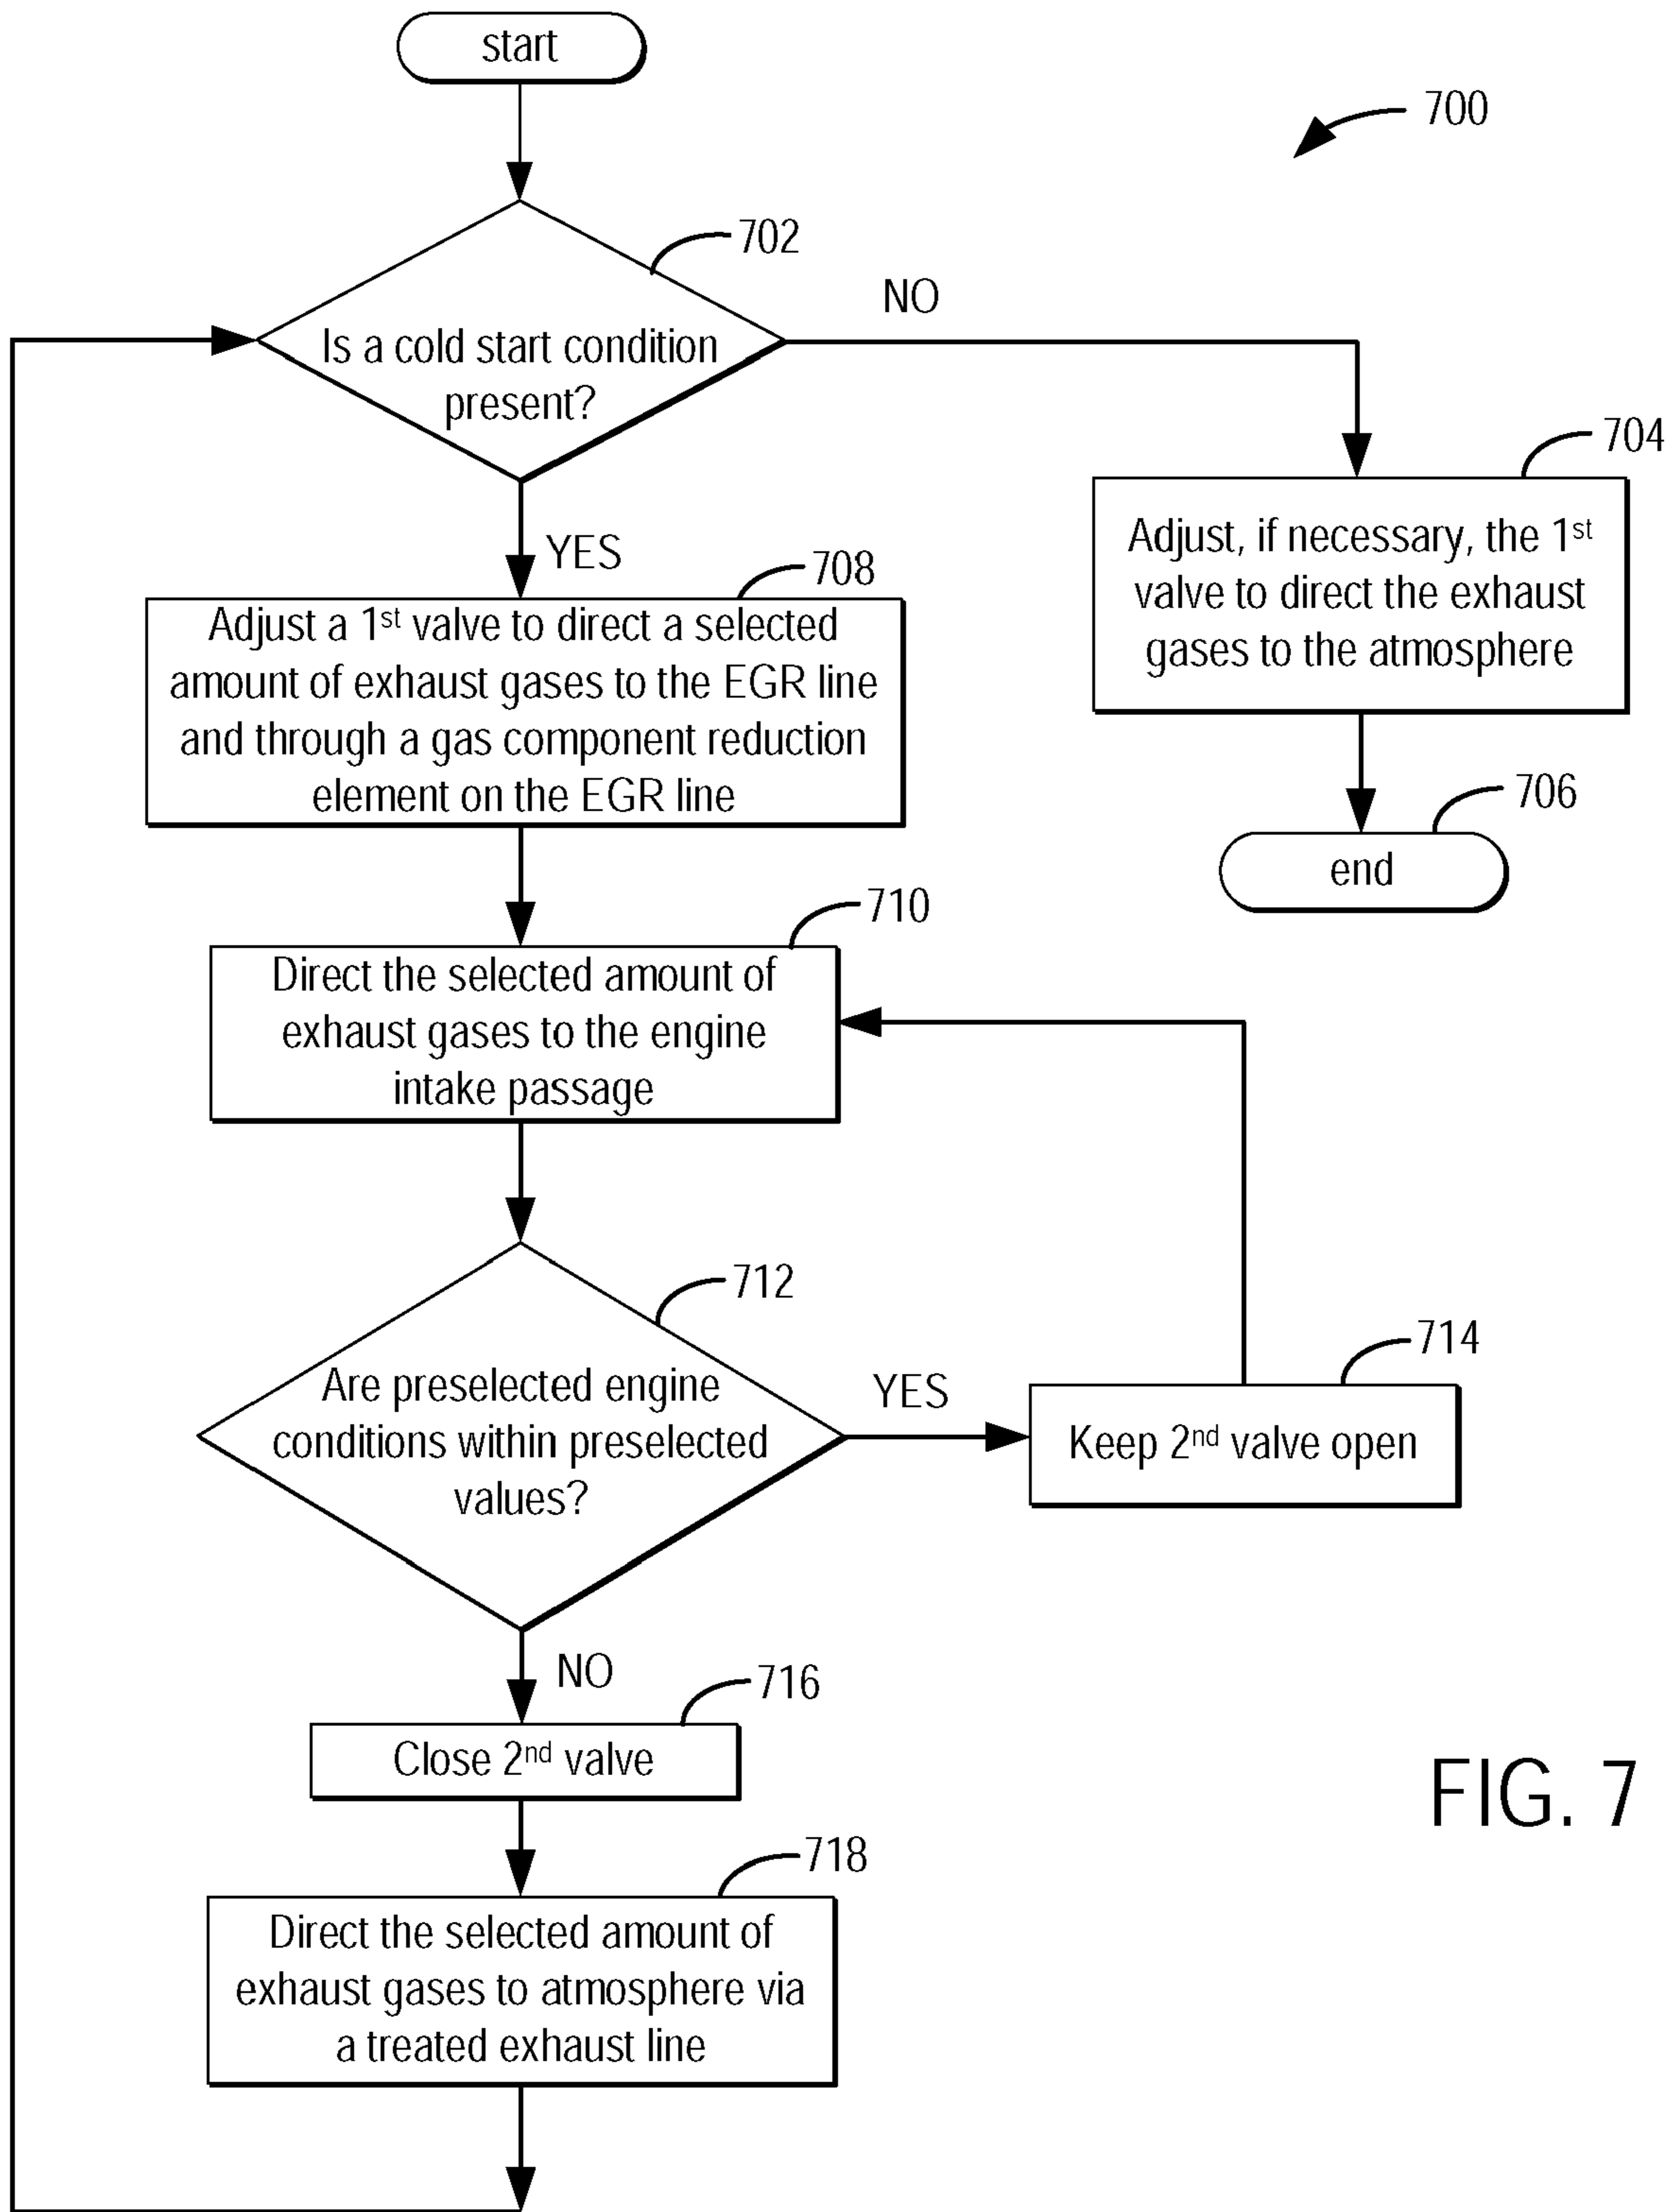 start
700
702
NO
Is a cold start condition
present?
704
YES
Adjust, if necessary, the 1st
valve to direct the exhaust
gases to the atmosphere
708
Adjust a 1st valve to direct a selected
amount of exhaust gases to the EGR line
and through a gas component reduction
element on the EGR line
706
end
710
Direct the selected amount of
exhaust gases to the engine
intake passage
712
714
Are preselected engine
conditions within preselected
values?
YES
Keep 2nd valve open
NO
716
Close 2nd valve
FIG. 7
718
Direct the selected amount of
exhaust gases to atmosphere via
a treated exhaust line